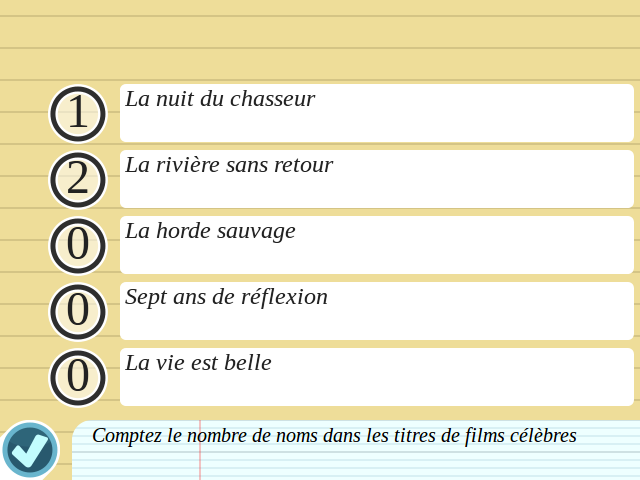 1 La nuit du chasseur
2 La rivière sans retour
0 La horde sauvage
0 Sept ans de réflexion
0 La vie est belle
Comptez le nombre de noms dans les titres de films célèbres